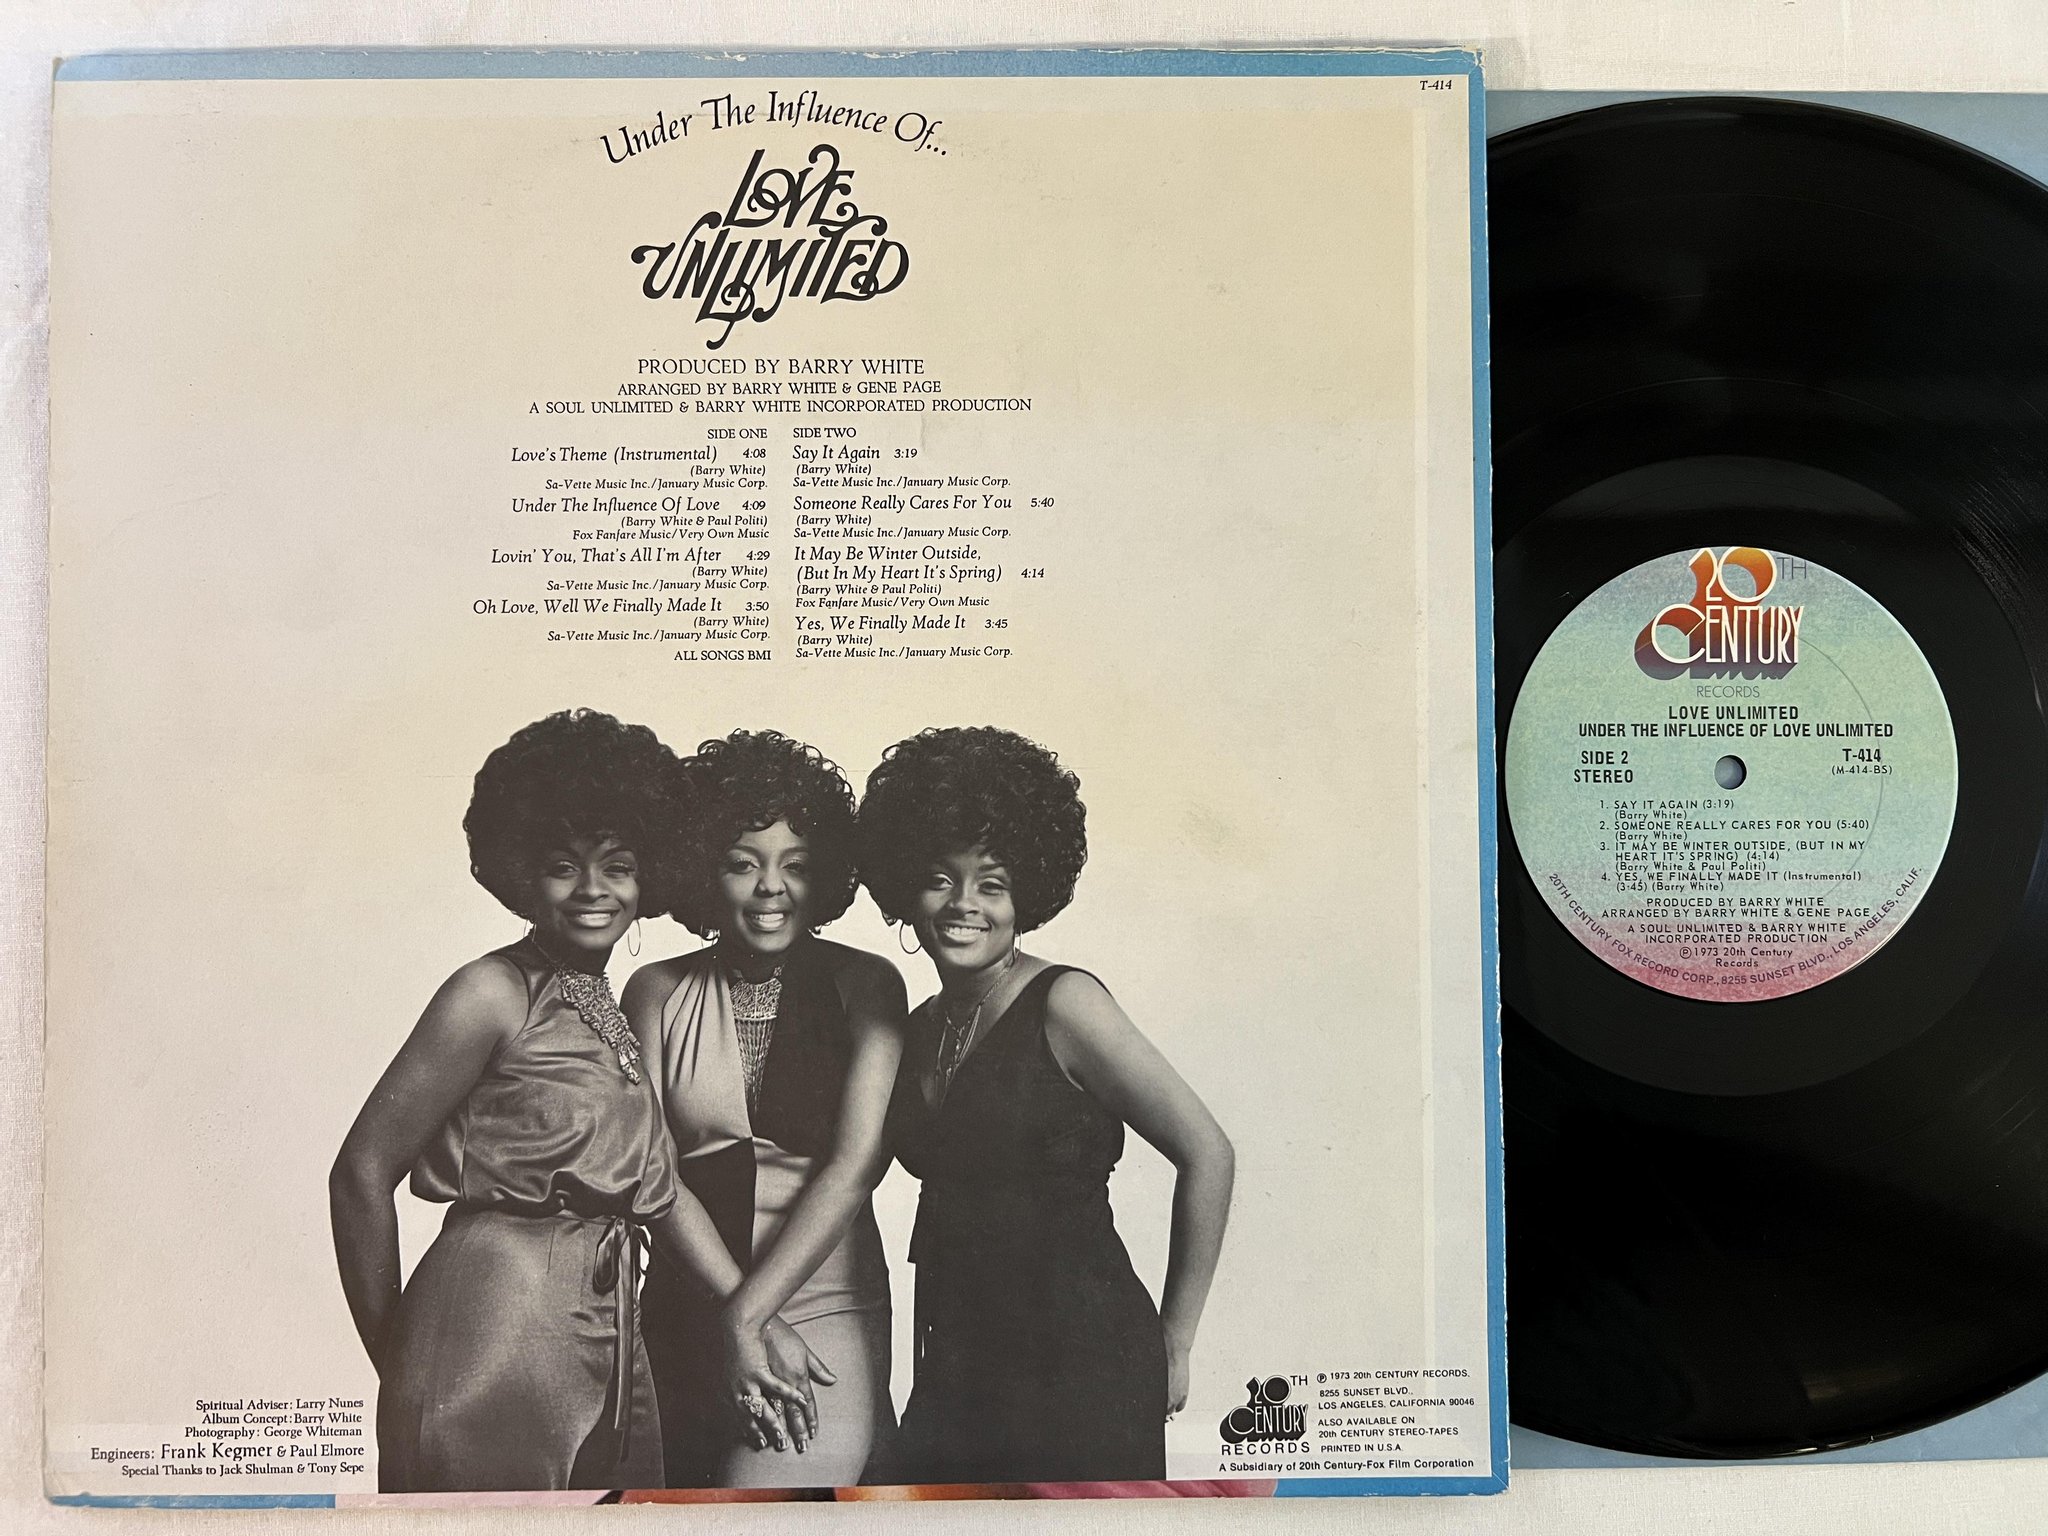 T-414
Under The Influence Of...
LOVE
UNLIMITED
PRODUCED BY BARRY WHITE
ARRANGED BY BARRY WHITE & GENE PAGE
A SOUL UNLIMITED & BARRY WHITE INCORPORATED PRODUCTION
SIDE ONE
Love's Theme (Instrumental) 4:08
(Barry White)
Sa-Vette Music Inc./January Music Corp.
Under The Influence Of Love 4:09
(Barry White & Paul Politi)
Fox Fanfare Music/Very Own Music
Lovin' You, That's All I'm After 4:29
(Barry White)
Sa-Vette Music Inc./January Music Corp.
Oh Love, Well We Finally Made It 3:50
(Barry White)
Sa-Vette Music Inc./January Music Corp.
ALL SONGS BMI
SIDE TWO
Say It Again 3:19
(Barry White)
Sa-Vette Music Inc./January Music Corp.
Someone Really Cares For You 5:40
(Barry White)
Sa-Vette Music Inc./January Music Corp.
It May Be Winter Outside,
(But In My Heart It's Spring) 4:14
(Barry White & Paul Politi)
Fox Fanfare Music/Very Own Music
Yes, We Finally Made It 3:45
(Barry White)
Sa-Vette Music Inc./January Music Corp.
Spiritual Adviser: Larry Nunes
Album Concept: Barry White
Photography: George Whiteman
Engineers: Frank Kegmer & Paul Elmore
Special Thanks to Jack Shulman & Tony Sepe
20TH
CENTURY
RECORDS
℗ 1973 20th CENTURY RECORDS.
8255 SUNSET BLVD.,
LOS ANGELES, CALIFORNIA 90046
ALSO AVAILABLE ON
20th CENTURY STEREO-TAPES
PRINTED IN U.S.A.
A Subsidiary of 20th Century-Fox Film Corporation
20TH
CENTURY
RECORDS
LOVE UNLIMITED
UNDER THE INFLUENCE OF LOVE UNLIMITED
SIDE 2
STEREO
T-414
(M-414-BS)
1. SAY IT AGAIN (3:19)
(Barry White)
2. SOMEONE REALLY CARES FOR YOU (5:40)
(Barry White)
3. IT MAY BE WINTER OUTSIDE, (BUT IN MY
HEART IT'S SPRING) (4:14)
(Barry White & Paul Politi)
4. YES, WE FINALLY MADE IT (Instrumental)
(3:45) (Barry White)
PRODUCED BY BARRY WHITE
ARRANGED BY BARRY WHITE & GENE PAGE
A SOUL UNLIMITED & BARRY WHITE
INCORPORATED PRODUCTION
℗ 1973 20th Century
Records
20TH CENTURY FOX RECORD CORP., 8255 SUNSET BLVD., LOS ANGELES, CALIF.